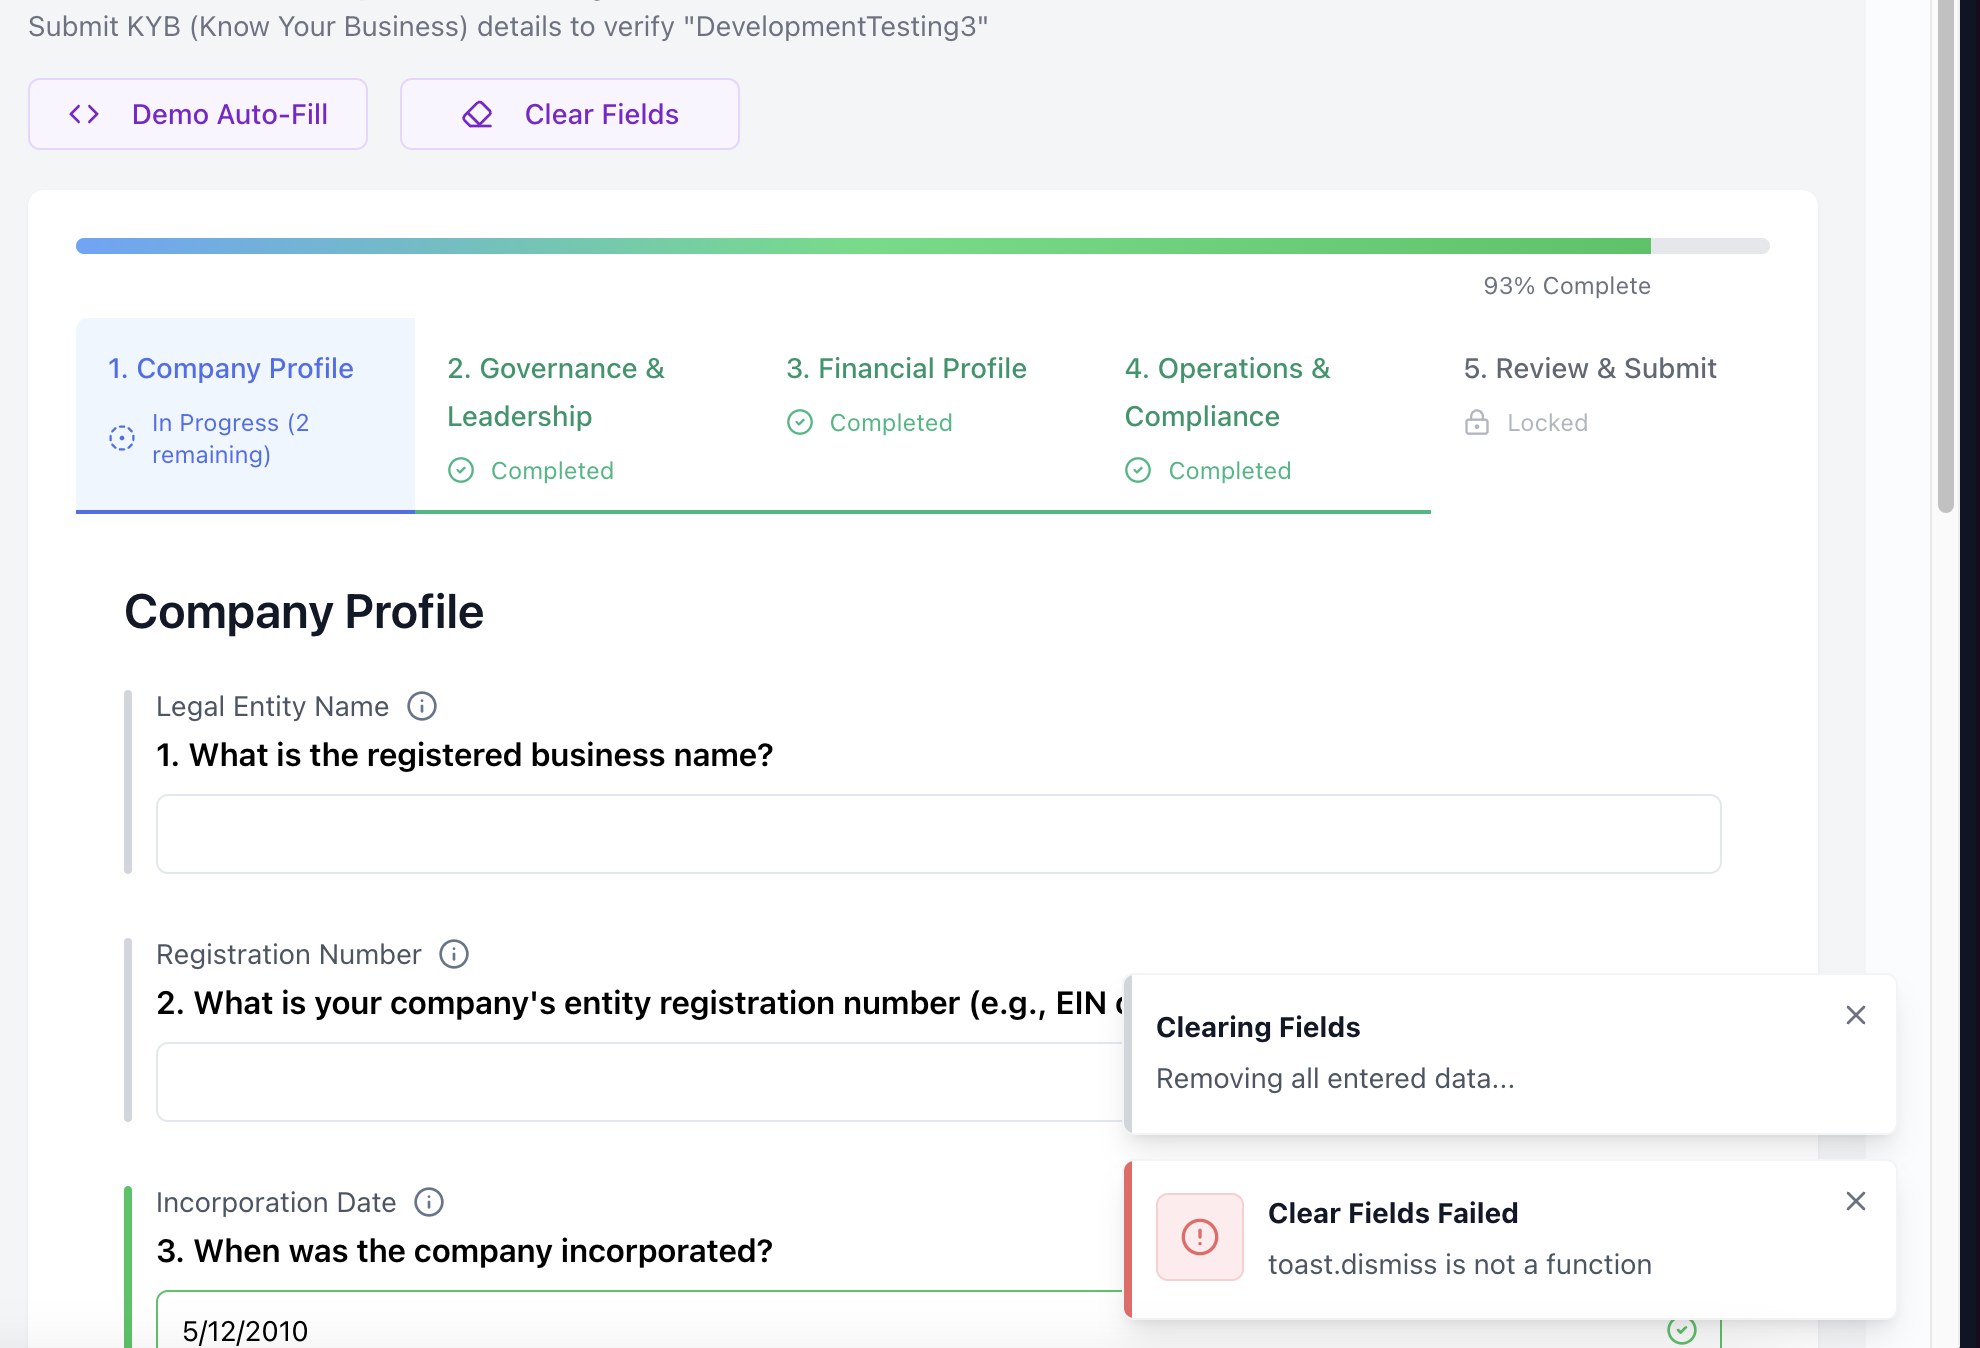 Submit KYB (Know Your Business) details to verify "DevelopmentTesting3"
Demo Auto-Fill
Clear Fields
93% Complete
1. Company Profile
In Progress (2
remaining)
2. Governance &
Leadership
Completed
3. Financial Profile
Completed
4. Operations &
Compliance
Completed
5. Review & Submit
Locked
Company Profile
Legal Entity Name
1. What is the registered business name?
Registration Number
2. What is your company's entity registration number (e.g., EIN
Incorporation Date
3. When was the company incorporated?
5/12/2010
Clearing Fields
Removing all entered data...
Clear Fields Failed
toast.dismiss is not a function